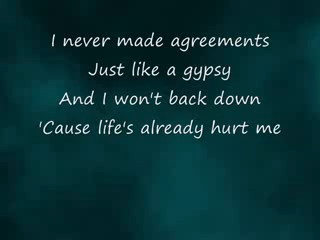 I never made agreements
Just like a gypsy
And I won't back down
'Cause life's already hurt me